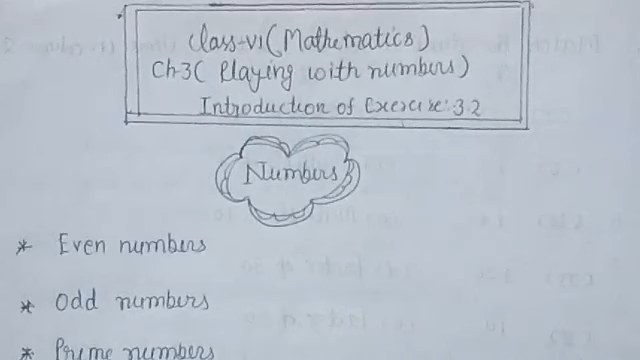 Class-VI (Mathematics)
Ch-3( Playing with numbers)
Introduction of Exercise:3.2
Numbers
* Even numbers
* Odd numbers
* Prime numbers